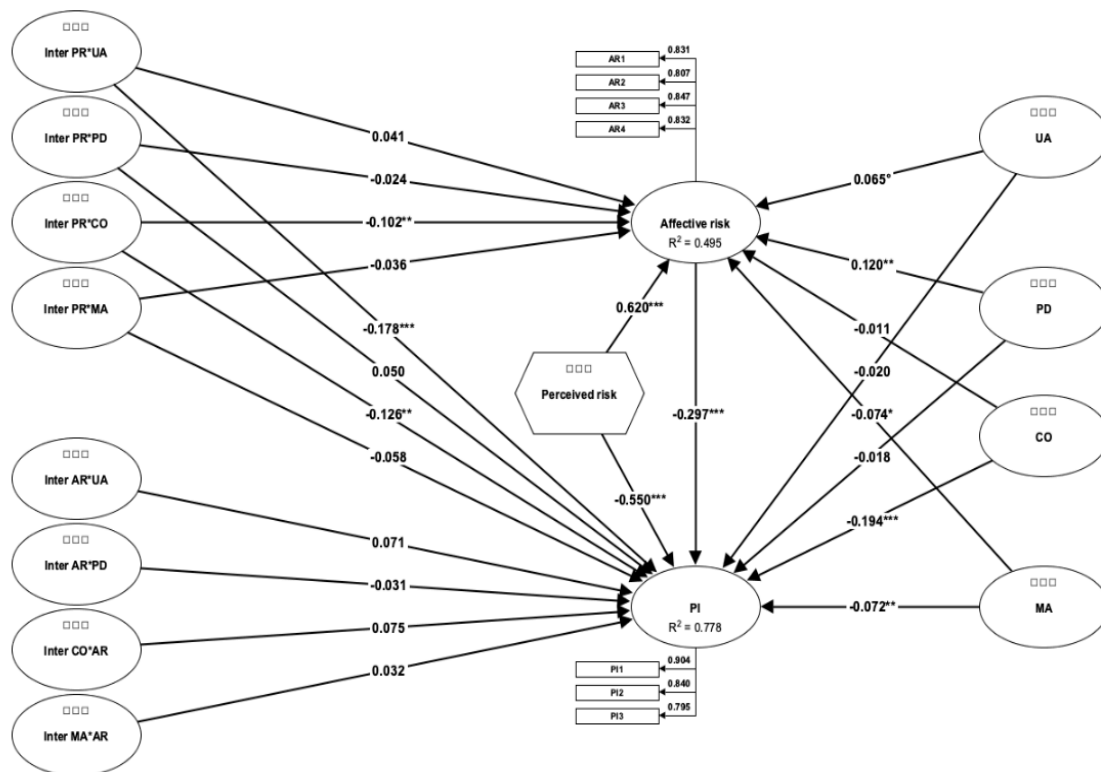 Inter PR*UA
Inter PR*PD
Inter PR*CO
Inter PR*MA
Inter AR*UA
Inter AR*PD
Inter CO*AR
Inter MA*AR
0.041
-0.024
-0.102**
-0.036
-0.178***
0.050
-0.126**
-0.058
0.071
-0.031
0.075
0.032
0.831
AR1
0.807
AR2
0.847
AR3
0.832
AR4
Affective risk
R² = 0.495
0.620***
Perceived risk
-0.297***
-0.550***
PI
R² = 0.778
0.904
PI1
0.840
PI2
0.795
PI3
0.065°
0.120**
-0.011
-0.020
-0.074*
-0.018
-0.194***
-0.072**
UA
PD
CO
MA